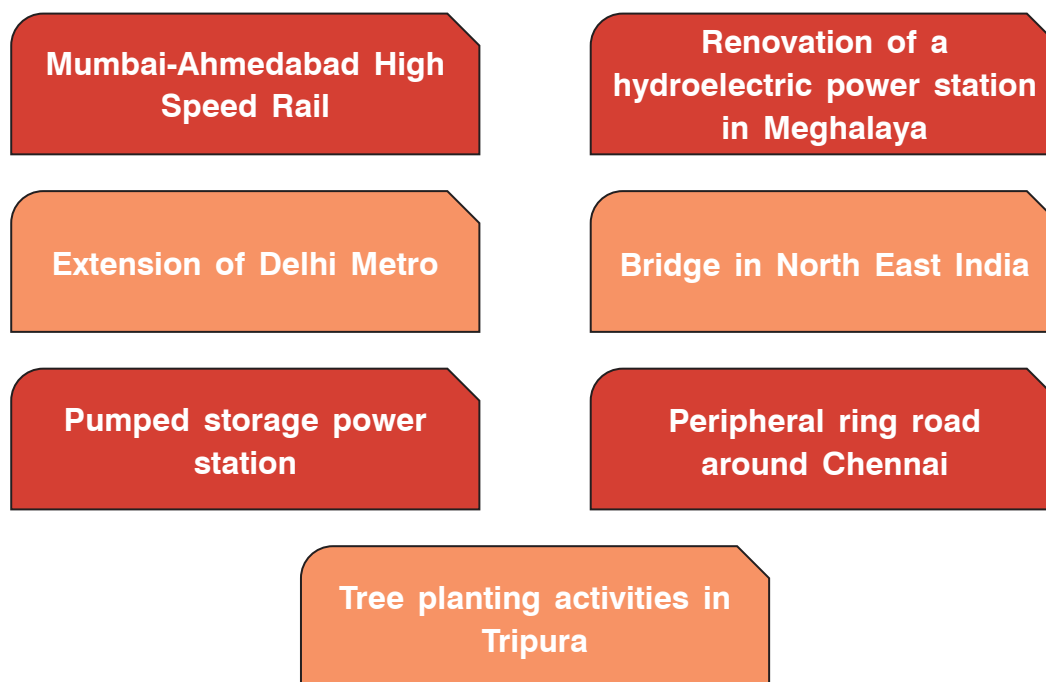 Mumbai-Ahmedabad High
Speed Rail
Renovation of a
hydroelectric power station
in Meghalaya
Extension of Delhi Metro
Bridge in North East India
Pumped storage power
station
Peripheral ring road
around Chennai
Tree planting activities in
Tripura